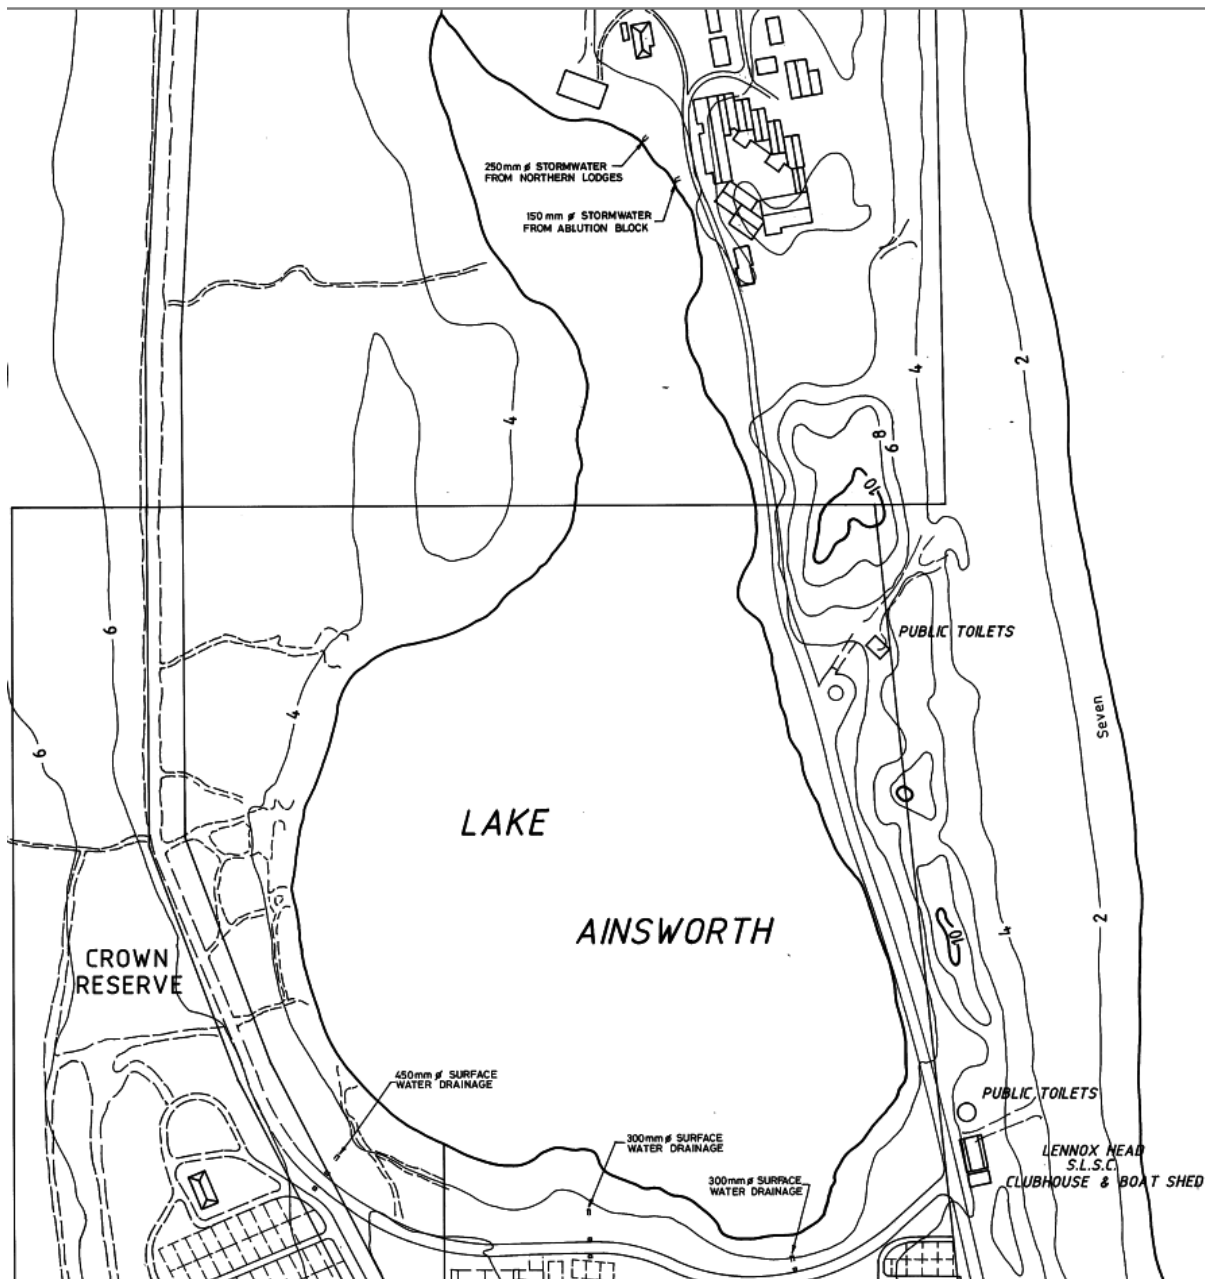 250mm ø STORMWATER
FROM NORTHERN LODGES
150 mm ø STORMWATER
FROM ABLUTION BLOCK
2
4
4
8
6
10
6
PUBLIC TOILETS
4
Seven
6
LAKE
AINSWORTH
2
4
10
CROWN
RESERVE
450mm ø SURFACE
WATER DRAINAGE
PUBLIC TOILETS
300mm ø SURFACE
WATER DRAINAGE
LENNOX HEAD
S.L.S.C.
CLUBHOUSE & BOAT SHED
300mm ø SURFACE
WATER DRAINAGE